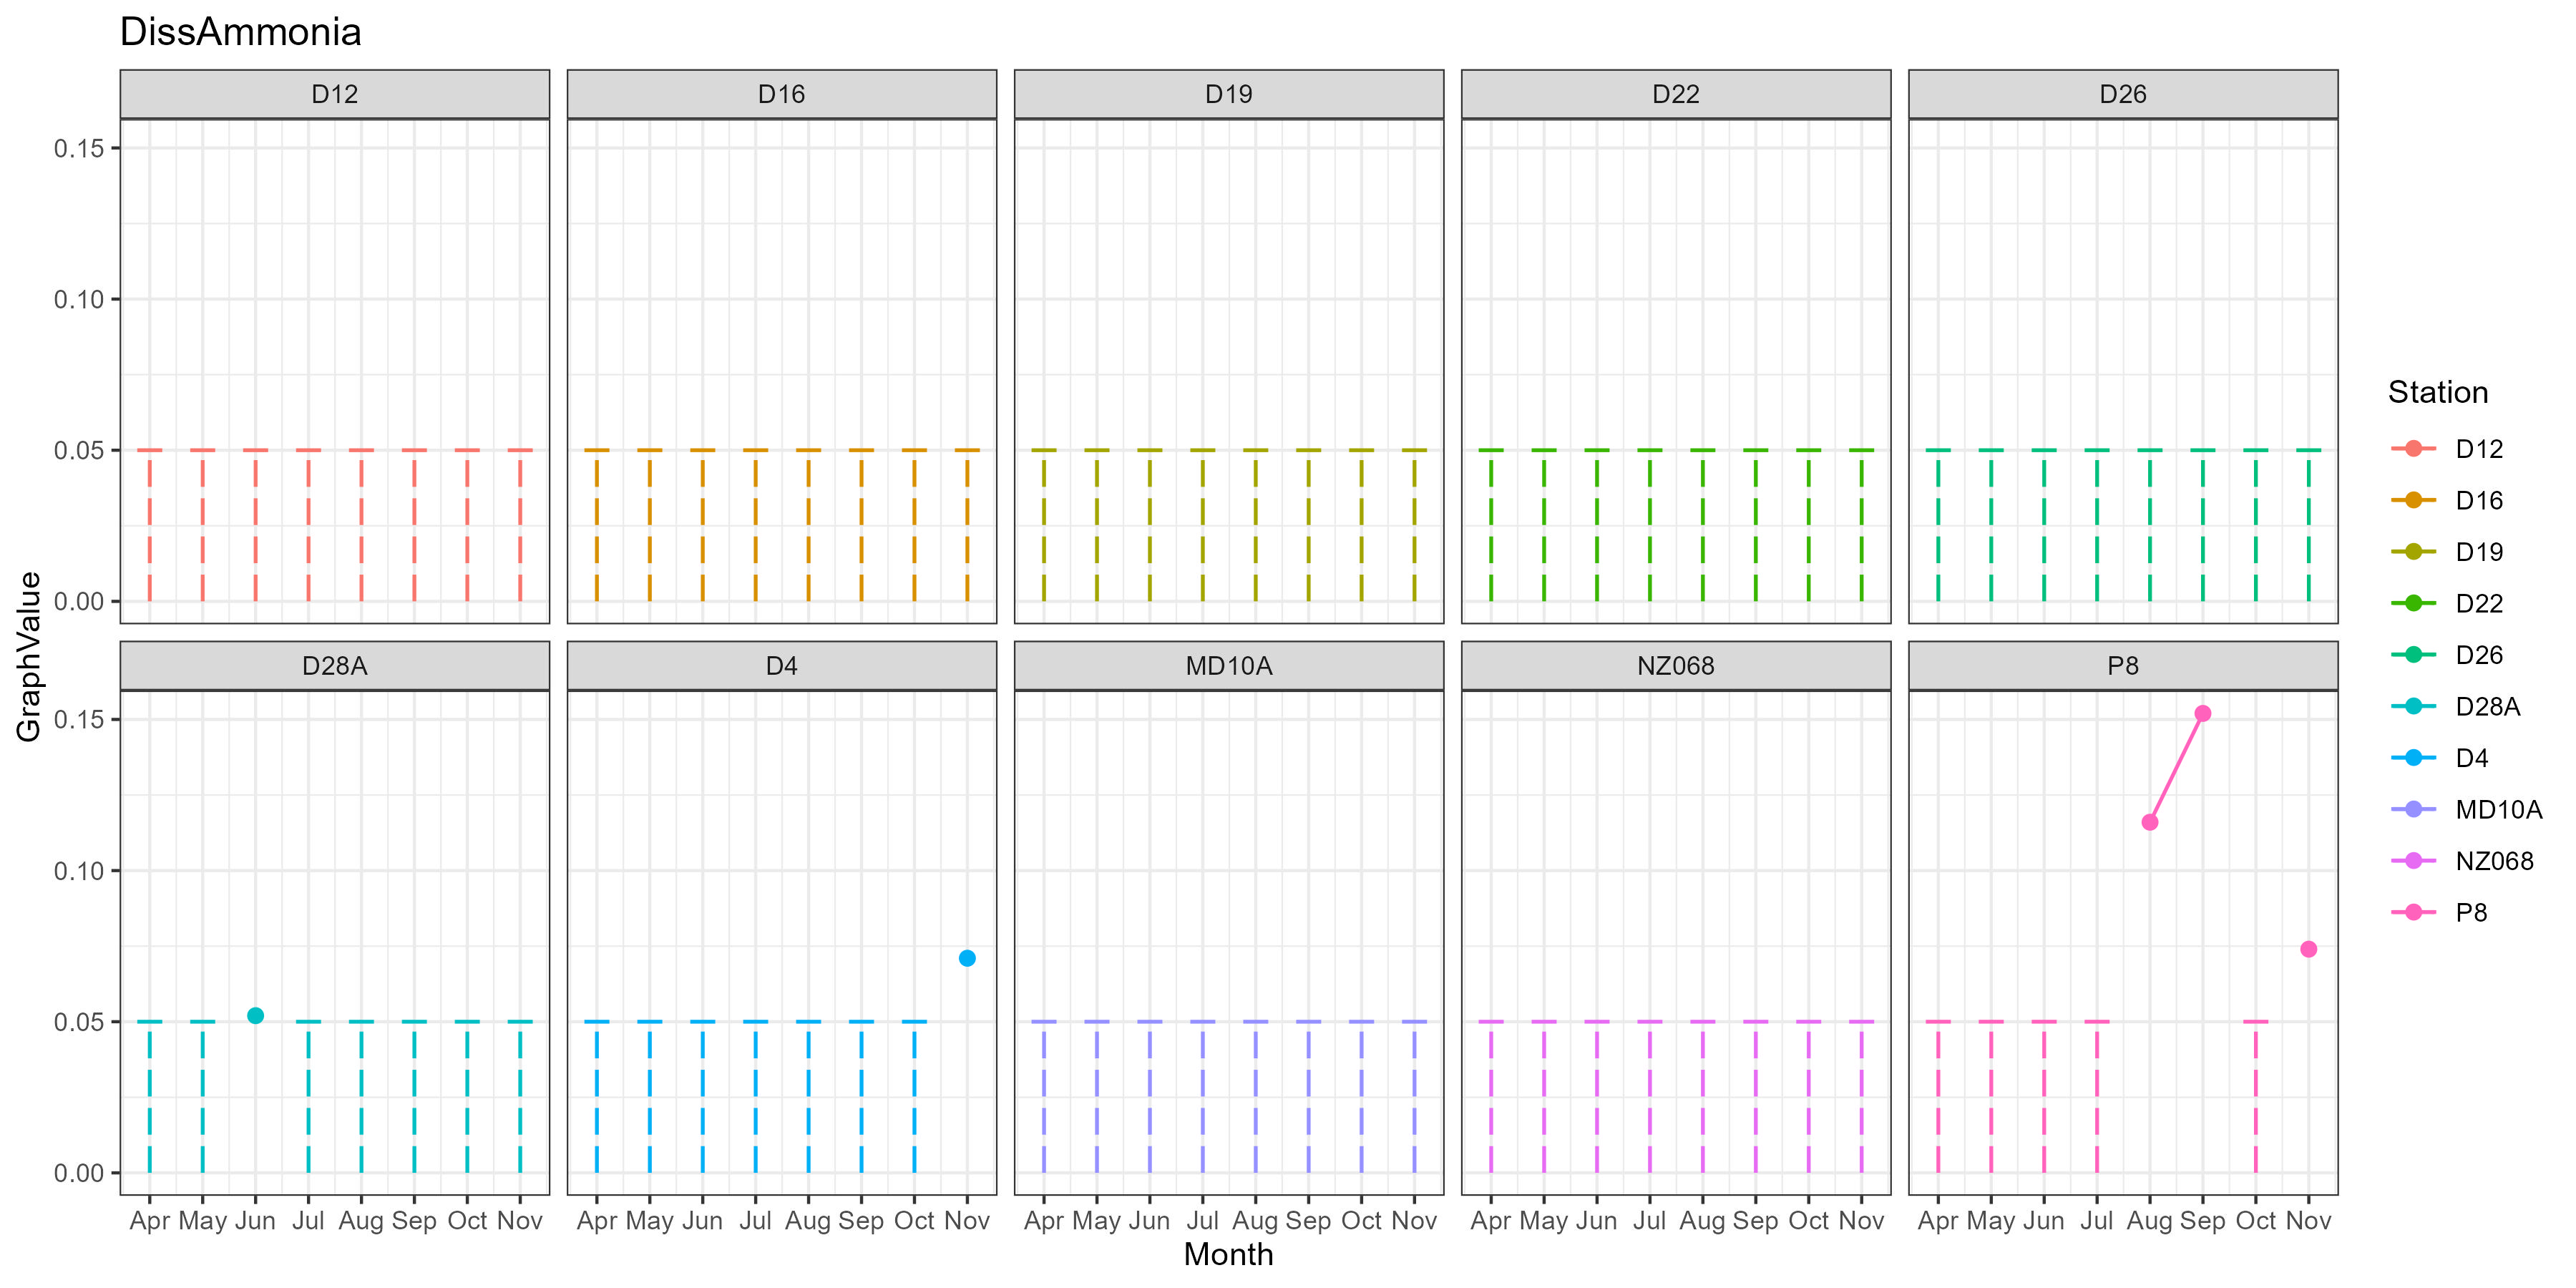 DissAmmonia
D12 D16 D19 D22 D26
0.15
0.10
0.05
0.00
D28A D4 MD10A NZ068 P8
0.15
0.10
0.05
0.00
Apr May Jun Jul Aug Sep Oct Nov Apr May Jun Jul Aug Sep Oct Nov Apr May Jun Jul Aug Sep Oct Nov Apr May Jun Jul Aug Sep Oct Nov Apr May Jun Jul Aug Sep Oct Nov
Month
GraphValue
Station
D12
D16
D19
D22
D26
D28A
D4
MD10A
NZ068
P8